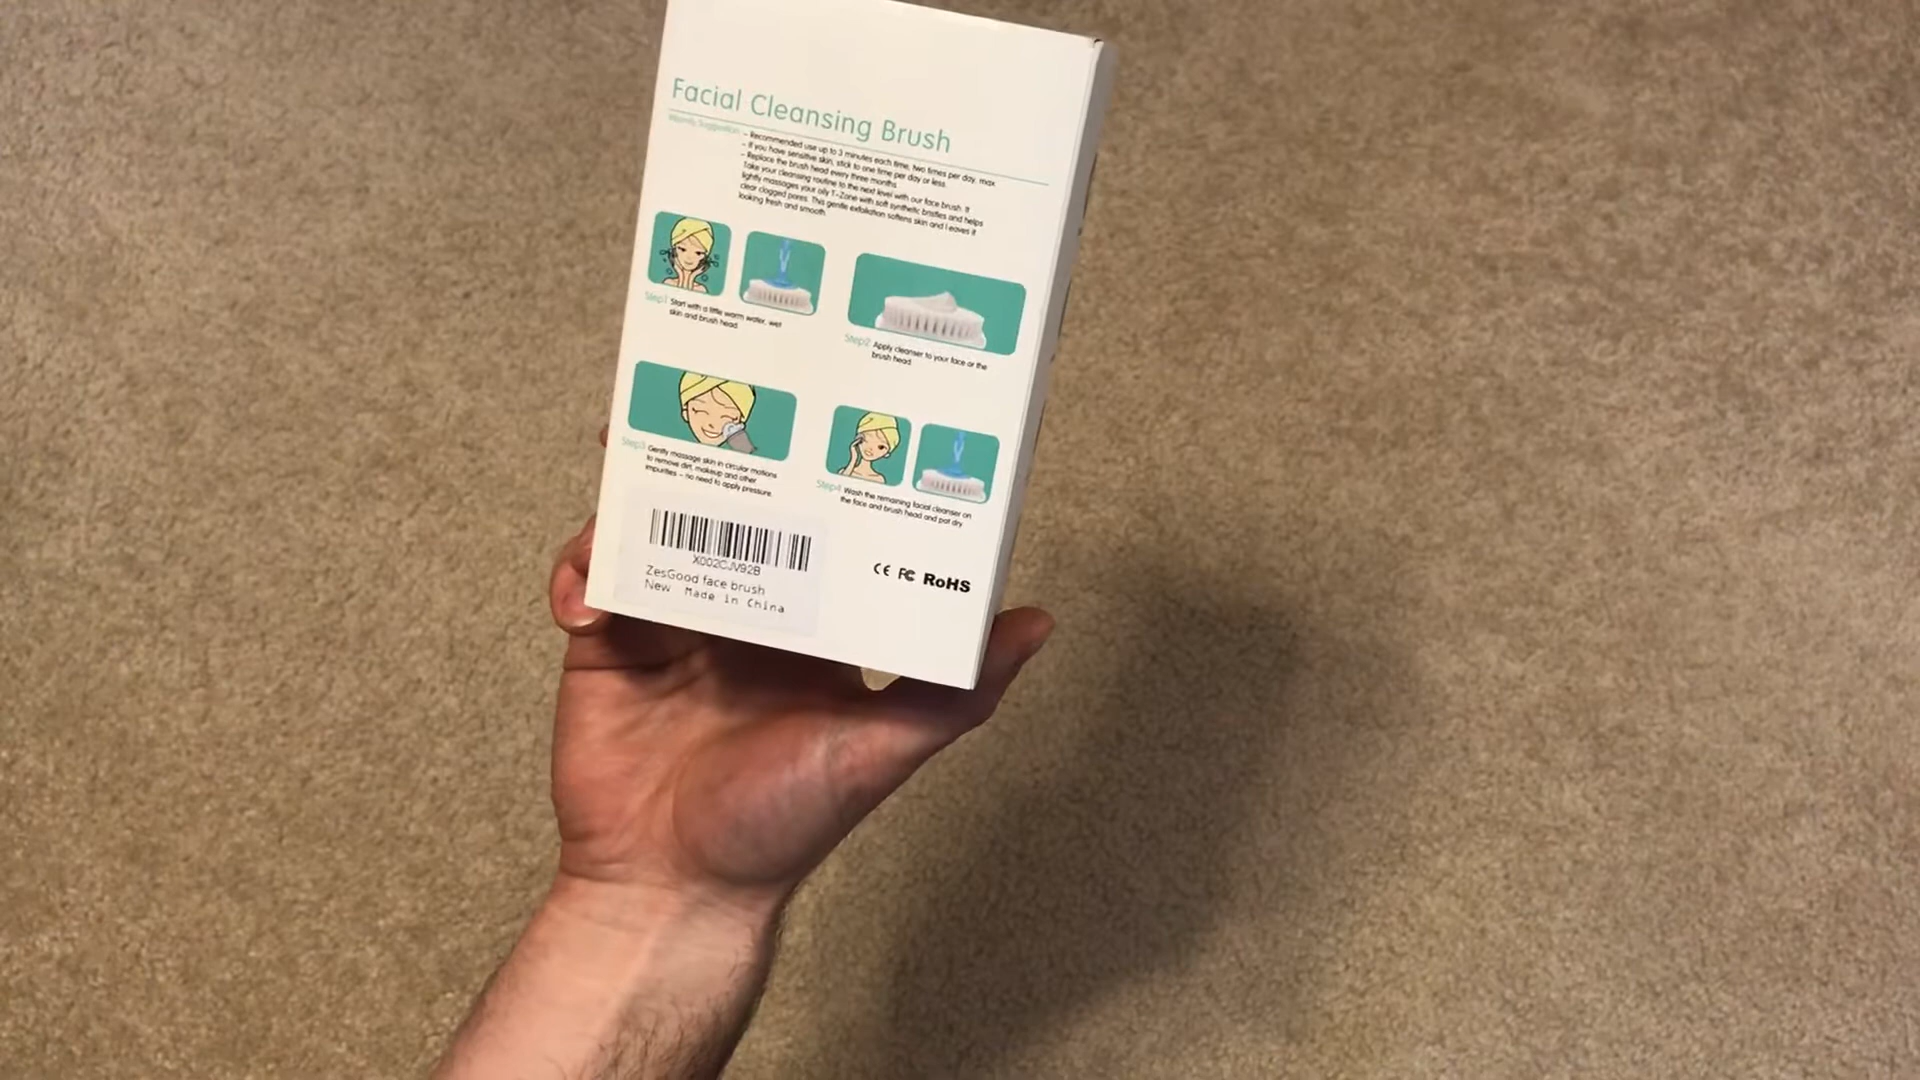 Facial Cleansing Brush
Warmly Suggestion: - Recommended use up to 3 minutes each time, two times per day, max
- If you have sensitive skin, stick to one time per day or less.
- Replace the brush head every three months.
Take your cleansing routine to the next level with our face brush. It
lightly massages your oily T-Zone with soft synthetic bristles and helps
clear clogged pores. This gentle exfoliation softens skin and l eaves it
looking fresh and smooth.
Step1 Start with a little warm water, wet
skin and brush head.
Step2 Apply cleanser to your face or the
brush head.
Step3 Gently massage skin in circular motions
to remove dirt, makeup and other
impurities – no need to apply pressure.
Step4 Wash the remaining facial cleanser on
the face and brush head and pat dry
X002CJV92B
ZesGood face brush
New Made in China
CE FC RoHS